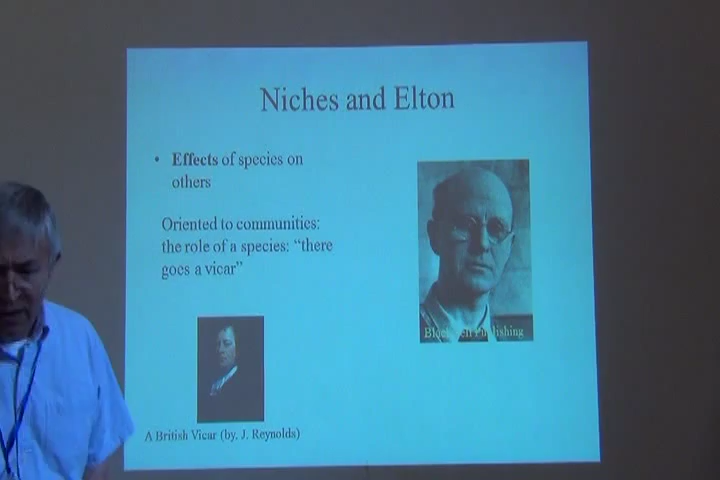 Niches and Elton
• Effects of species on
others
Oriented to communities:
the role of a species: “there
goes a vicar”
Blackwell Publishing
A British Vicar (by, J. Reynolds)